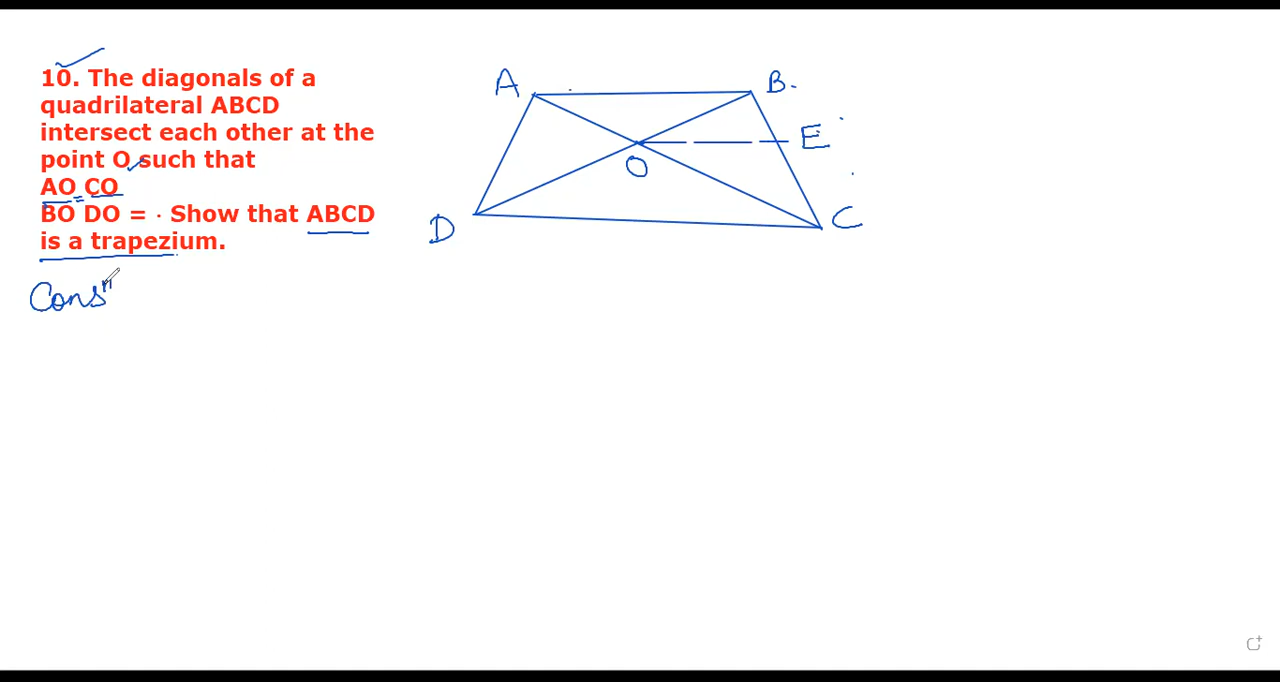 10. The diagonals of a
quadrilateral ABCD
intersect each other at the
point O such that
AO = CO
BO DO = · Show that ABCD
is a trapezium.
Consⁿ
A
B.
E
O
D
C